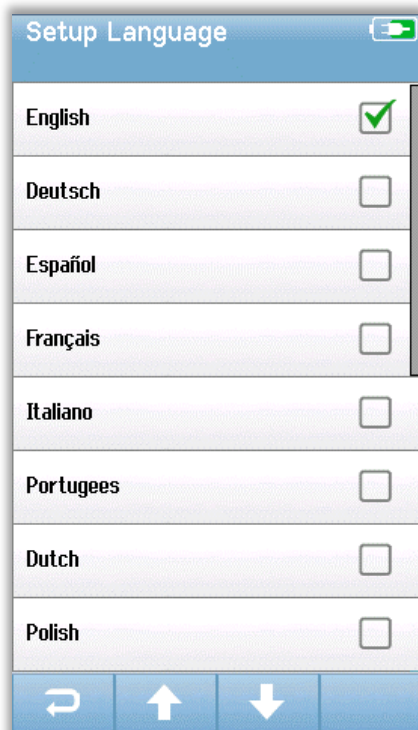 Setup Language
English
Deutsch
Español
Français
Italiano
Portugees
Dutch
Polish